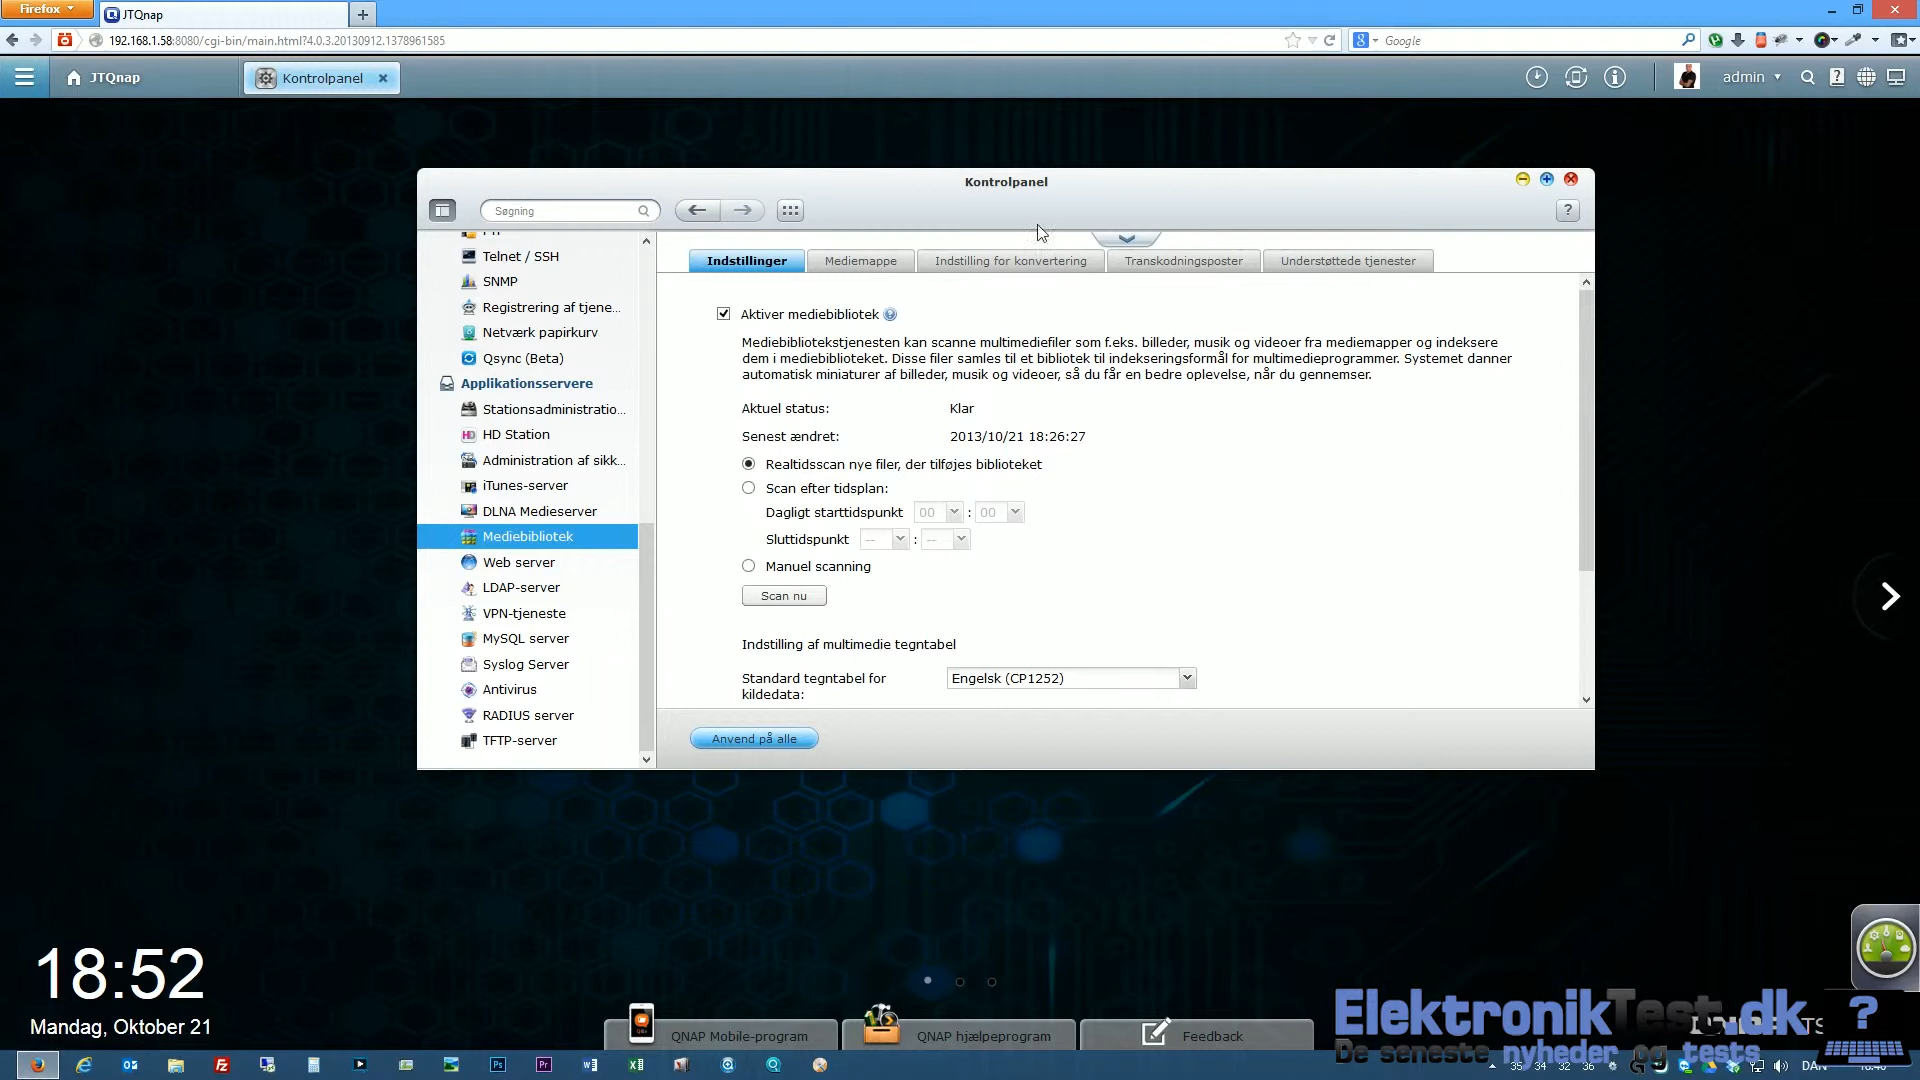 Firefox
JTQnap
192.168.1.58:8080/cgi-bin/main.html?4.0.3.20130912.1378961585
Google
JTQnap
Kontrolpanel
admin
Kontrolpanel
Søgning
?
Telnet / SSH
SNMP
Registrering af tjene...
Netværk papirkurv
Qsync (Beta)
Applikationsservere
Stationsadministratio...
HD Station
Administration af sikk...
iTunes-server
DLNA Medieserver
Mediebibliotek
Web server
LDAP-server
VPN-tjeneste
MySQL server
Syslog Server
Antivirus
RADIUS server
TFTP-server
Indstillinger
Mediemappe
Indstilling for konvertering
Transkodningsposter
Understøttede tjenester
Aktiver mediebibliotek
Mediebibliotekstjenesten kan scanne multimediefiler som f.eks. billeder, musik og videoer fra mediemapper og indeksere
dem i mediebiblioteket. Disse filer samles til et bibliotek til indekseringsformål for multimedieprogrammer. Systemet danner
automatisk miniaturer af billeder, musik og videoer, så du får en bedre oplevelse, når du gennemser.
Aktuel status: Klar
Senest ændret: 2013/10/21 18:26:27
Realtidsscan nye filer, der tilføjes biblioteket
Scan efter tidsplan:
Dagligt starttidspunkt 00 : 00
Sluttidspunkt -- : --
Manuel scanning
Scan nu
Indstilling af multimedie tegntabel
Standard tegntabel for
kildedata:
Engelsk (CP1252)
Anvend på alle
18:52
Mandag, Oktober 21
QNAP Mobile-program
QNAP hjælpeprogram
Feedback
ElektronikTest.dk
De seneste nyheder og tests
35 34 32 36